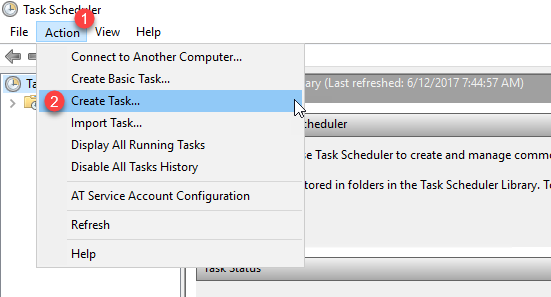 Task Scheduler
1
File Action View Help
Connect to Another Computer...
Create Basic Task...
ary (Last refreshed: 6/12/2017 7:44:57 AM)
2 Create Task...
Import Task...
cheduler
Display All Running Tasks
se Task Scheduler to create and manage commo
Disable All Tasks History
tored in folders in the Task Scheduler Library. To
AT Service Account Configuration
Refresh
Help
Task Status